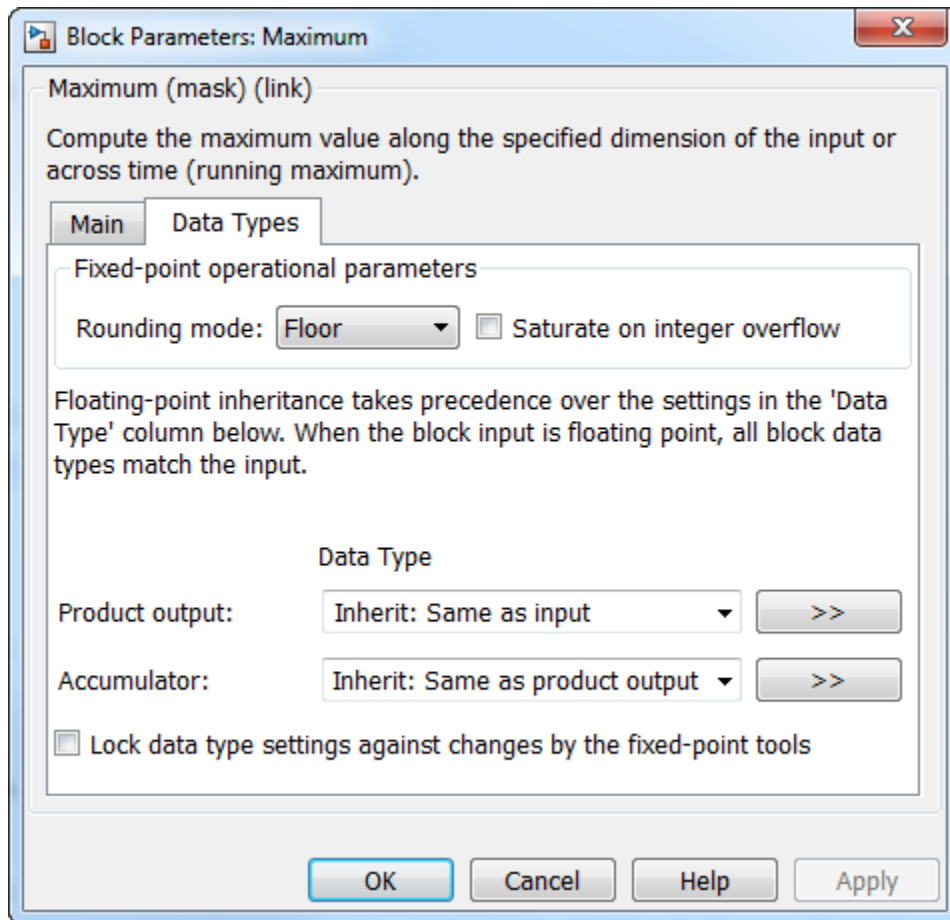 Block Parameters: Maximum
X
Maximum (mask) (link)
Compute the maximum value along the specified dimension of the input or
across time (running maximum).
Main
Data Types
Fixed-point operational parameters
Rounding mode: Floor
Saturate on integer overflow
Floating-point inheritance takes precedence over the settings in the 'Data
Type' column below. When the block input is floating point, all block data
types match the input.
Data Type
Product output: Inherit: Same as input >>
Accumulator: Inherit: Same as product output >>
Lock data type settings against changes by the fixed-point tools
OK Cancel Help Apply